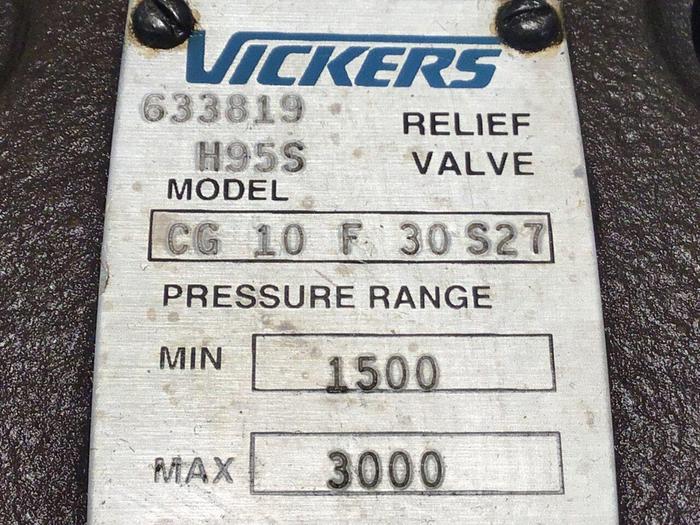 VICKERS
633819
RELIEF
H95S
VALVE
MODEL
CG 10 F 30 S27
PRESSURE RANGE
MIN 1500
MAX 3000